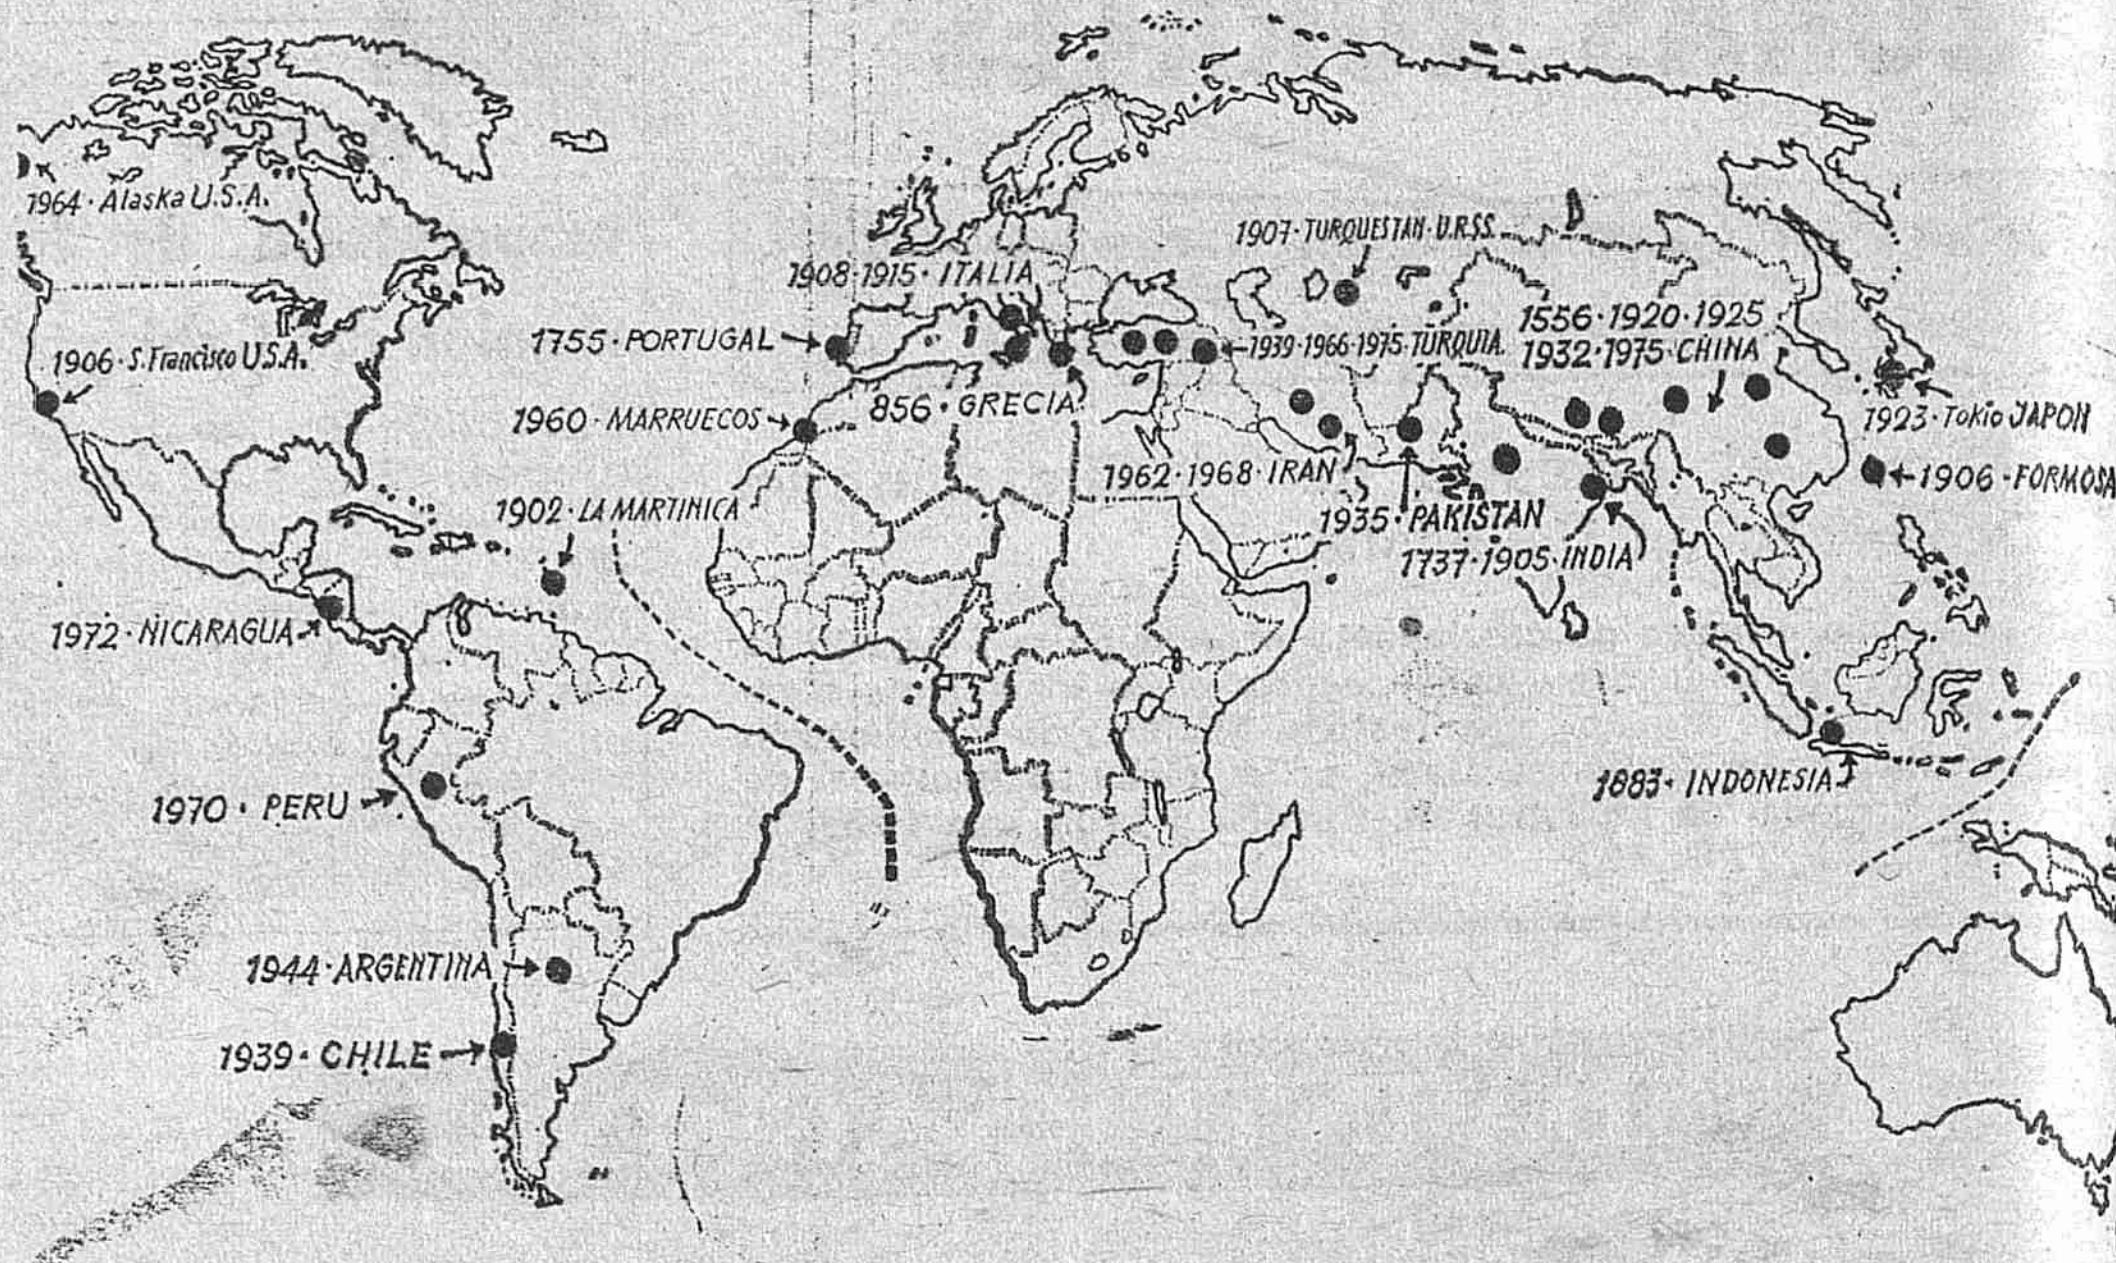 1964·Alaska U.S.A.
1907·TURQUESTAN·U.R.S.S.
1908·1915·ITALIA
1556·1920·1925
1932·1975·CHINA
1755·PORTUGAL
1939·1966·1975·TURQUIA.
1906·S.Francisco U.S.A.
856·GRECIA
1960·MARRUECOS
1923·Tokio JAPON
1962·1968·IRAN
1906·FORMOSA
1902·LA MARTINICA
1935·PAKISTAN
1737·1905·INDIA
1972·NICARAGUA
1883·INDONESIA
1970·PERU
1944·ARGENTINA
1939·CHILE